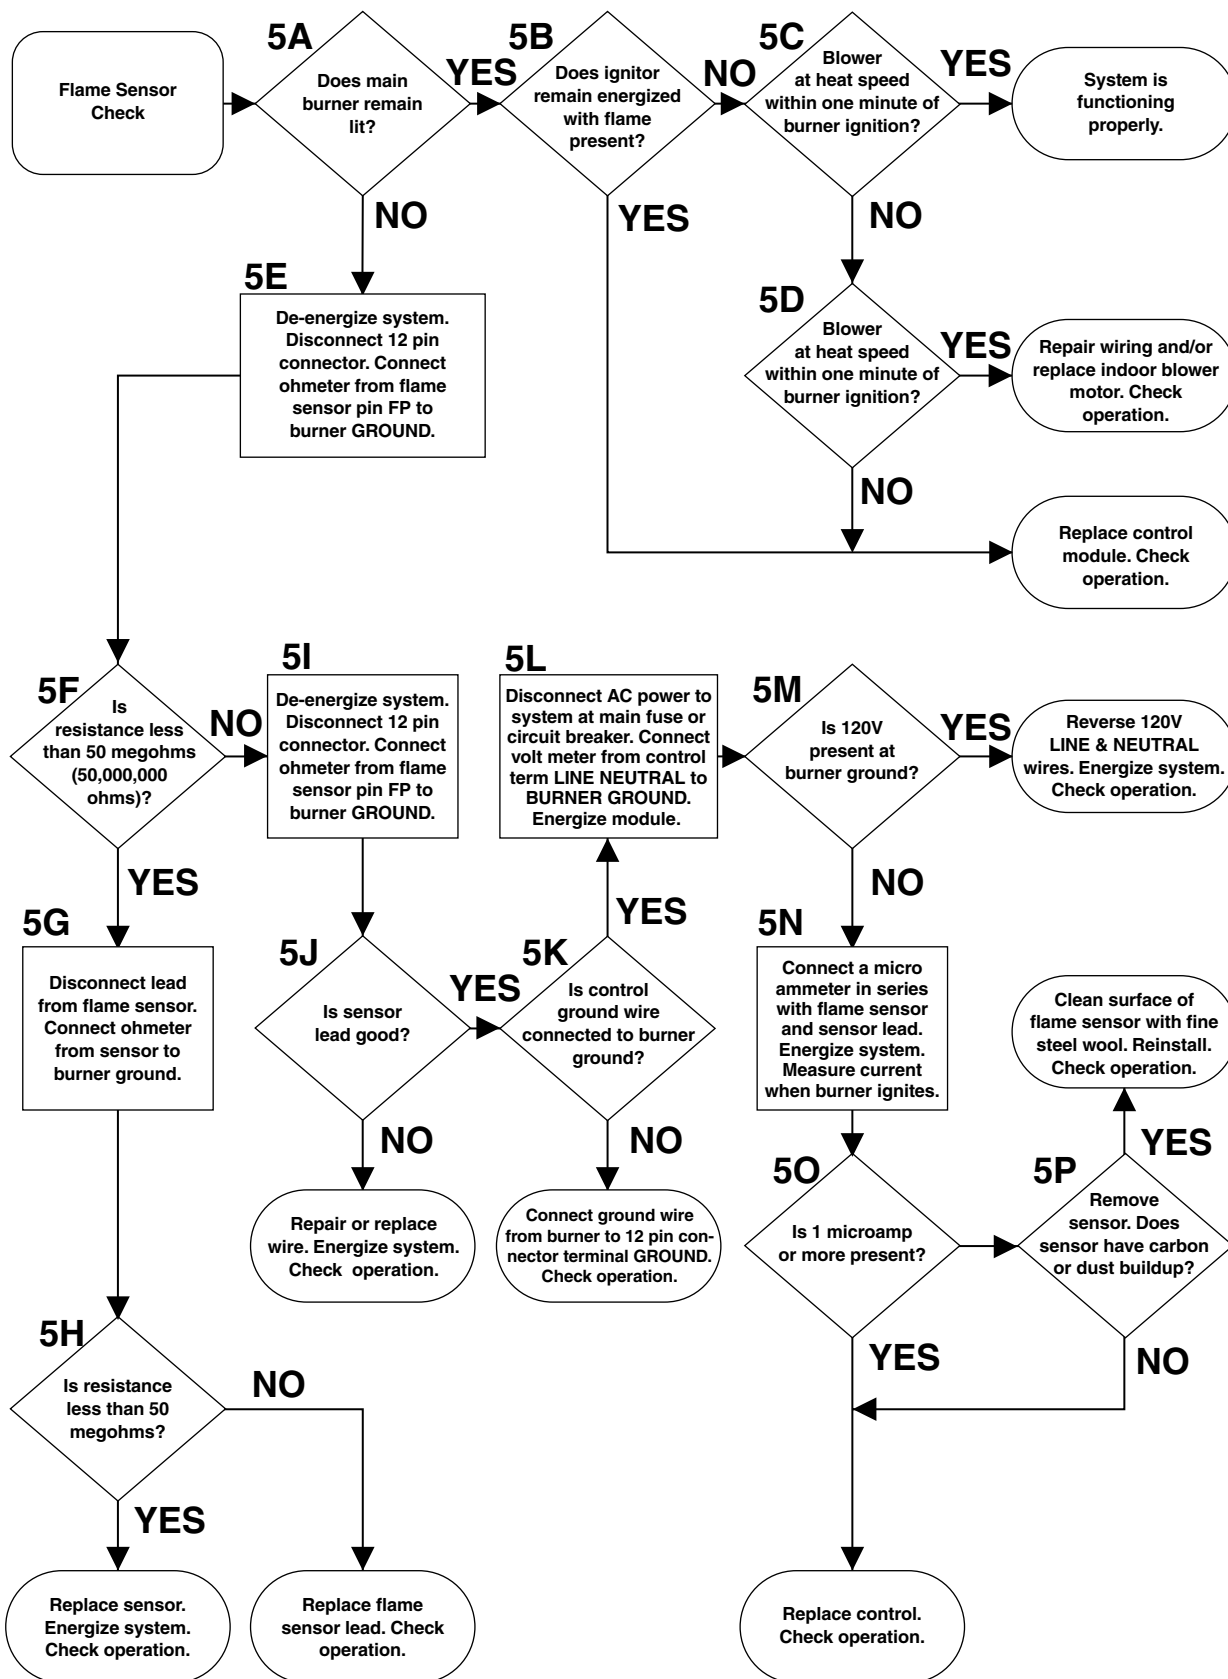 Flame Sensor
Check
5A
Does main
burner remain
lit?
YES
NO
5B
Does ignitor
remain energized
with flame
present?
NO
YES
5C
Blower
at heat speed
within one minute of
burner ignition?
YES
NO
System is
functioning
properly.
5D
Blower
at heat speed
within one minute of
burner ignition?
YES
NO
Repair wiring and/or
replace indoor blower
motor. Check
operation.
Replace control
module. Check
operation.
5E
De-energize system.
Disconnect 12 pin
connector. Connect
ohmeter from flame
sensor pin FP to
burner GROUND.
5F
Is
resistance less
than 50 megohms
(50,000,000
ohms)?
NO
YES
5G
Disconnect lead
from flame sensor.
Connect ohmeter
from sensor to
burner ground.
5H
Is resistance
less than 50
megohms?
NO
YES
Replace sensor.
Energize system.
Check operation.
Replace flame
sensor lead. Check
operation.
5I
De-energize system.
Disconnect 12 pin
connector. Connect
ohmeter from flame
sensor pin FP to
burner GROUND.
5J
Is sensor
lead good?
YES
NO
Repair or replace
wire. Energize system.
Check operation.
5K
Is control
ground wire
connected to burner
ground?
YES
NO
Connect ground wire
from burner to 12 pin con-
nector terminal GROUND.
Check operation.
5L
Disconnect AC power to
system at main fuse or
circuit breaker. Connect
volt meter from control
term LINE NEUTRAL to
BURNER GROUND.
Energize module.
5M
Is 120V
present at
burner ground?
YES
NO
Reverse 120V
LINE & NEUTRAL
wires. Energize system.
Check operation.
5N
Connect a micro
ammeter in series
with flame sensor
and sensor lead.
Energize system.
Measure current
when burner ignites.
5O
Is 1 microamp
or more present?
YES
5P
Remove
sensor. Does
sensor have carbon
or dust buildup?
YES
NO
Clean surface of
flame sensor with fine
steel wool. Reinstall.
Check operation.
Replace control.
Check operation.